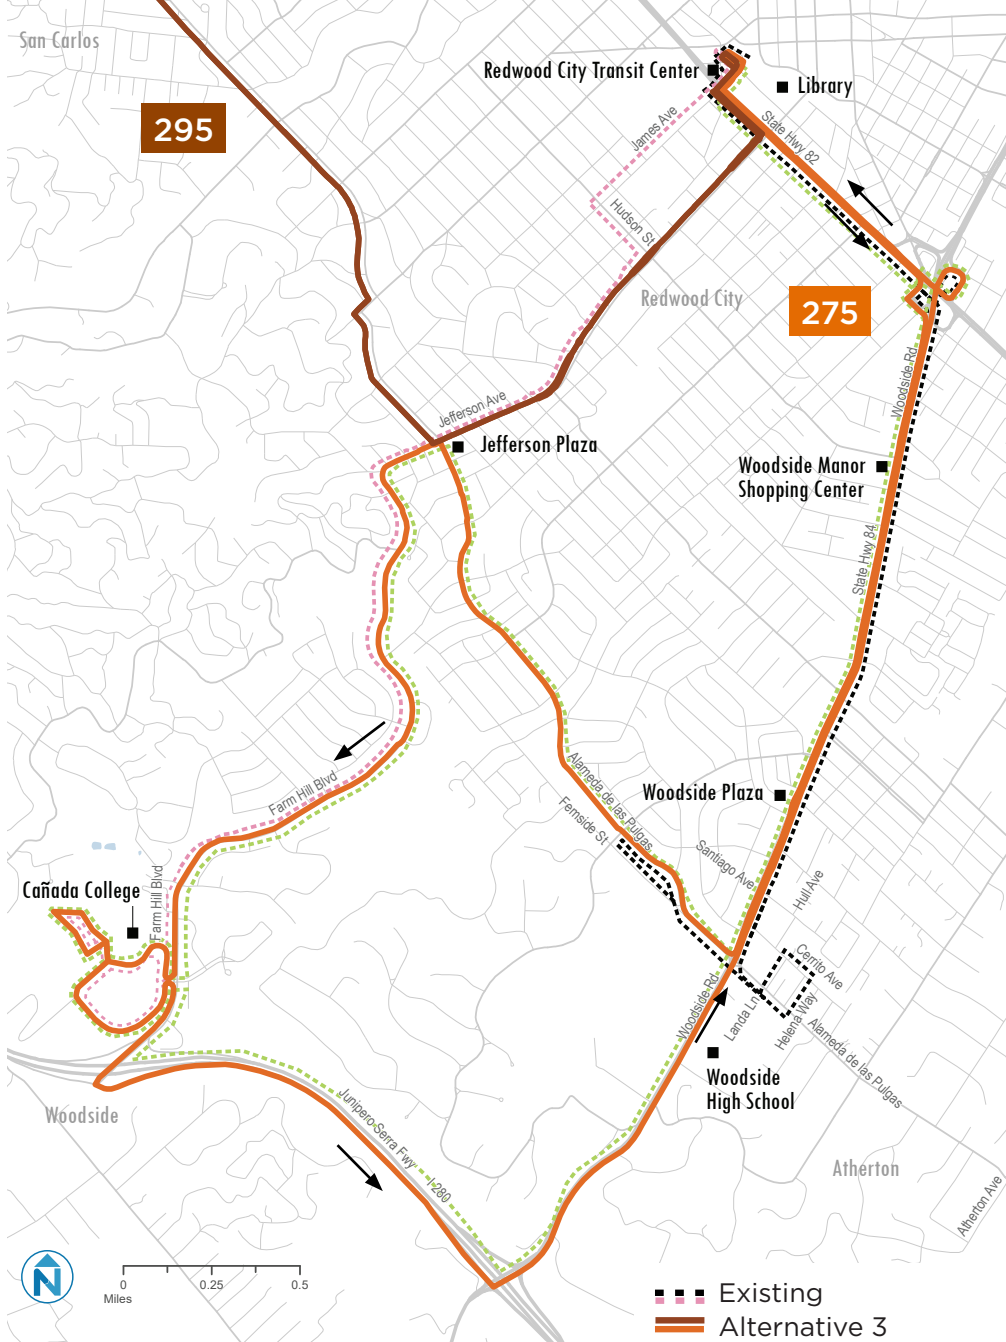 San Carlos
295
Redwood City Transit Center
Library
James Ave
State Hwy 82
Hudson St
Redwood City
275
Jefferson Ave
Jefferson Plaza
Woodside Rd
Woodside Manor
Shopping Center
State Hwy 84
Farm Hill Blvd
Alameda de las Pulgas
Fernside St
Woodside Plaza
Santiago Ave
Hull Ave
Cañada College
Farm Hill Blvd
Cerrito Ave
Woodside Rd
Landa Ln
Helena Way
Alameda de las Pulgas
Woodside
High School
Woodside
Junipero Serra Fwy
I-280
Atherton
Atherton Ave
N
0 0.25 0.5
Miles
Existing
Alternative 3